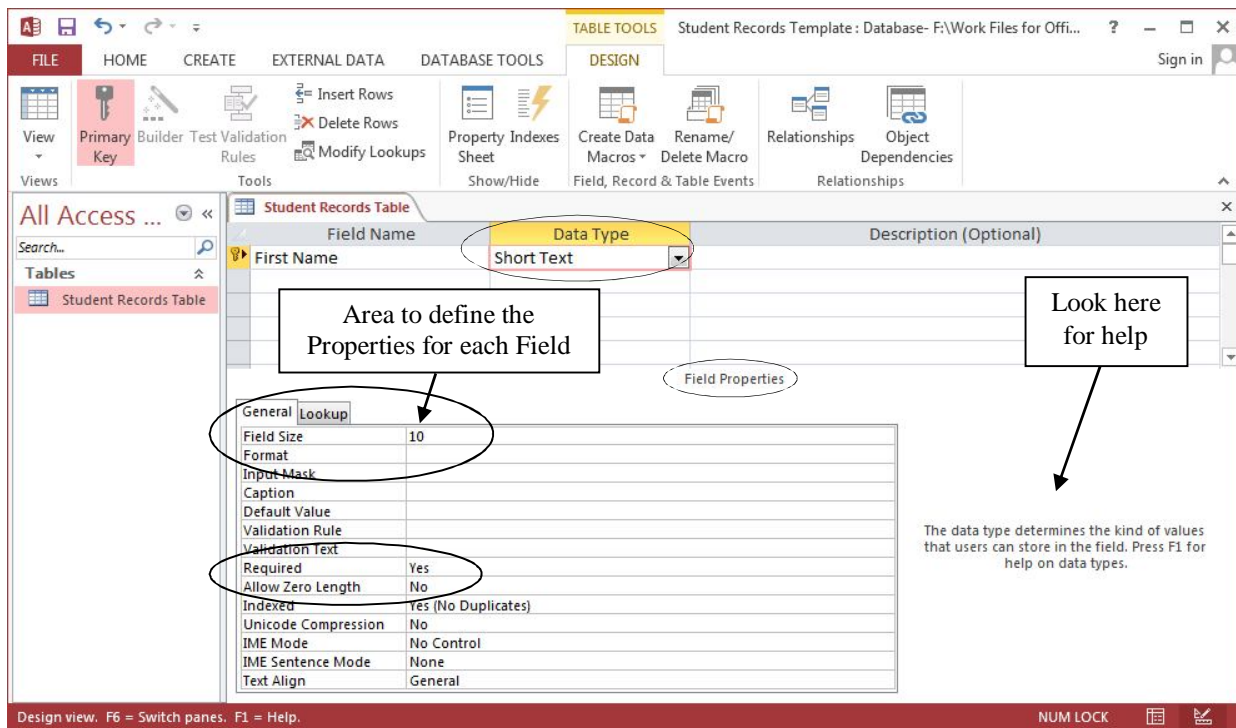 TABLE TOOLS Student Records Template : Database- F:\Work Files for Offi... ?
FILE HOME CREATE EXTERNAL DATA DATABASE TOOLS DESIGN Sign in
View
Primary Key
Builder
Test Validation Rules
Insert Rows
Delete Rows
Modify Lookups
Property Sheet
Indexes
Create Data Macros
Rename/ Delete Macro
Relationships
Object Dependencies
Views Tools Show/Hide Field, Record & Table Events Relationships
All Access ...
Search...
Tables
Student Records Table
Student Records Table
Field Name Data Type Description (Optional)
First Name Short Text
Area to define the
Properties for each Field
Look here
for help
Field Properties
General Lookup
Field Size 10
Format
Input Mask
Caption
Default Value
Validation Rule
Validation Text
Required Yes
Allow Zero Length No
Indexed Yes (No Duplicates)
Unicode Compression No
IME Mode No Control
IME Sentence Mode None
Text Align General
The data type determines the kind of values
that users can store in the field. Press F1 for
help on data types.
Design view. F6 = Switch panes. F1 = Help. NUM LOCK